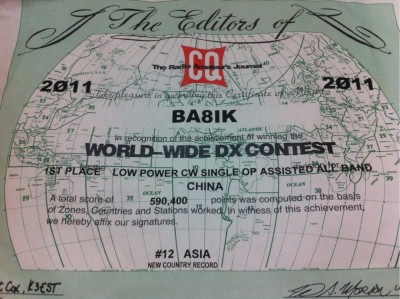 The Editors of
CQ
The Radio Amateur's Journal
2011 2011
take pleasure in awarding this Certificate of
BA8IK
In recognition of the achievement of winning the
WORLD-WIDE DX CONTEST
1ST PLACE LOW POWER CW SINGLE OP ASSISTED ALL BAND
CHINA
A total score of 590,400 points was computed on the basis
of Zones, Countries and Stations worked. In witness of this achievement,
we hereby affix our signatures.
#12 ASIA
NEW COUNTRY RECORD
Cox, K3EST